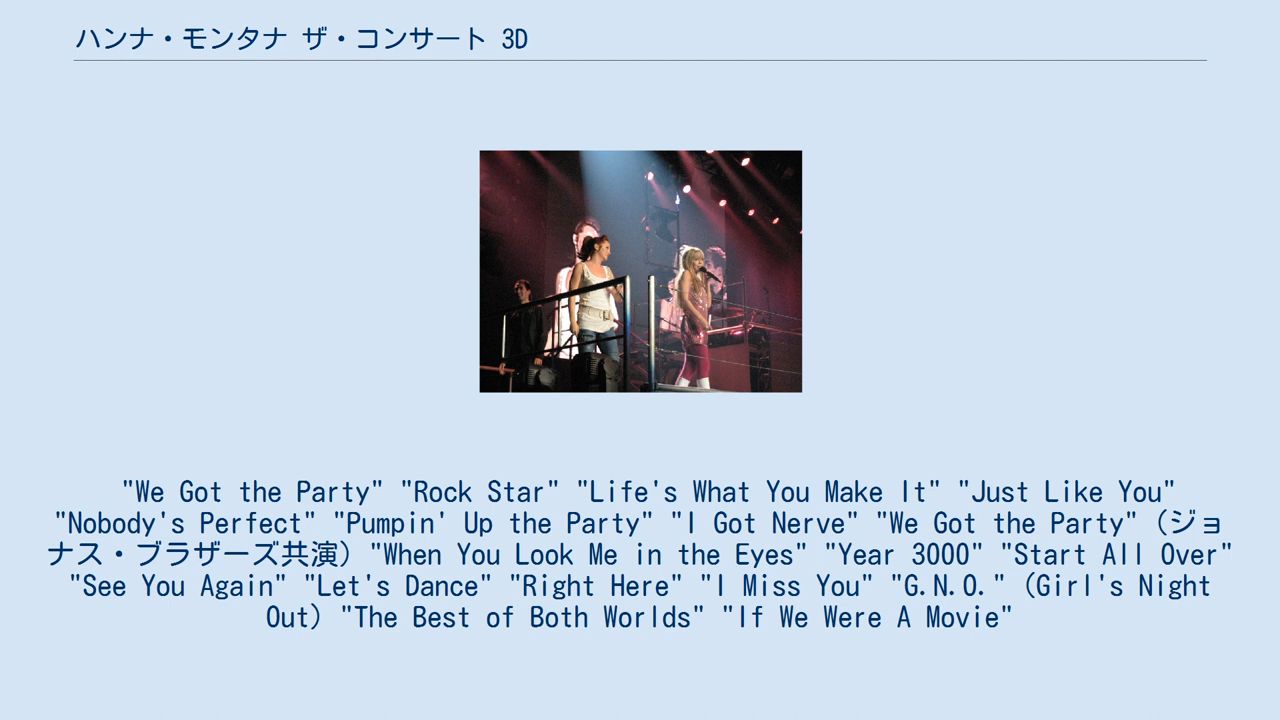 ハンナ・モンタナ ザ・コンサート 3D
"We Got the Party" "Rock Star" "Life's What You Make It" "Just Like You"
"Nobody's Perfect" "Pumpin' Up the Party" "I Got Nerve" "We Got the Party"（ジョ
ナス・ブラザーズ共演）"When You Look Me in the Eyes" "Year 3000" "Start All Over"
"See You Again" "Let's Dance" "Right Here" "I Miss You" "G.N.O."（Girl's Night
Out）"The Best of Both Worlds" "If We Were A Movie"